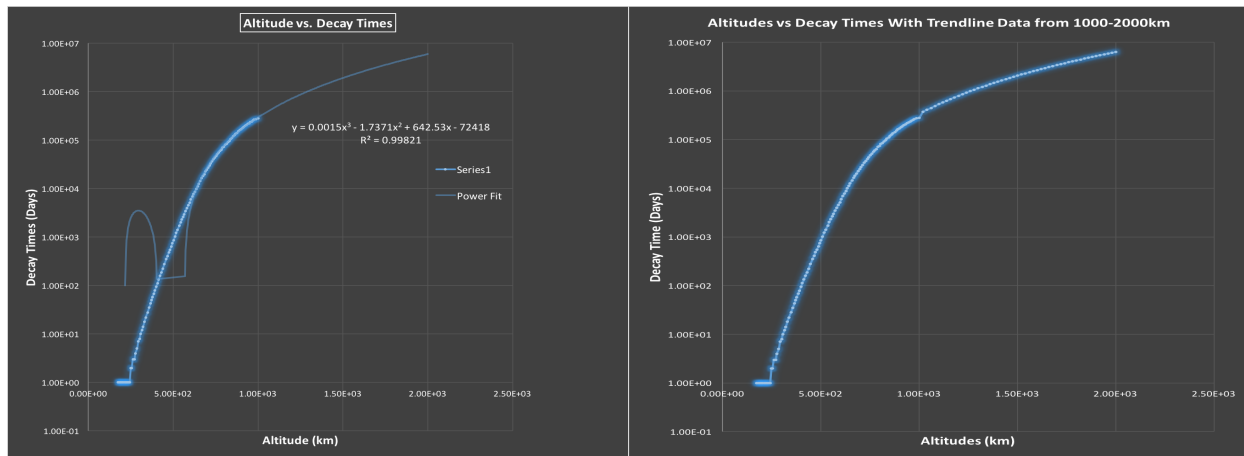 Altitude vs. Decay Times
1.00E+07
1.00E+06
1.00E+05
1.00E+04
1.00E+03
1.00E+02
1.00E+01
1.00E+00
1.00E-01
Decay Times (Days)
y = 0.0015x³ - 1.7371x² + 642.53x - 72418
R² = 0.99821
Series1
Power Fit
0.00E+00 5.00E+02 1.00E+03 1.50E+03 2.00E+03 2.50E+03
Altitude (km)
Altitudes vs Decay Times With Trendline Data from 1000-2000km
1.00E+07
1.00E+06
1.00E+05
1.00E+04
1.00E+03
1.00E+02
1.00E+01
1.00E+00
1.00E-01
Decay Time (Days)
0.00E+00 5.00E+02 1.00E+03 1.50E+03 2.00E+03 2.50E+03
Altitudes (km)